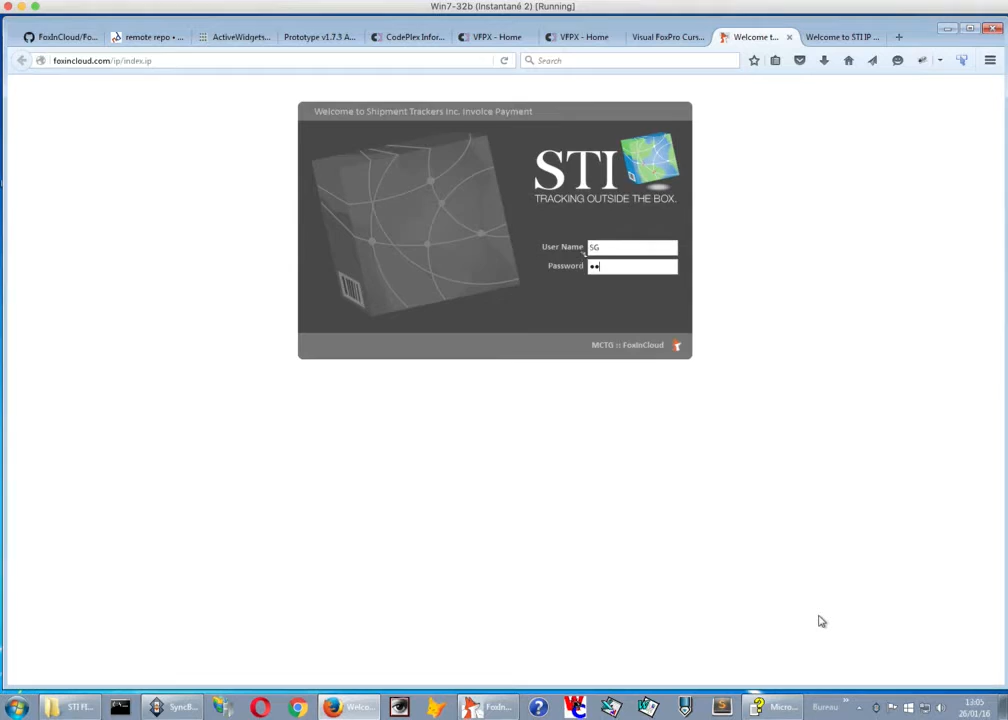 Win7-32b (Instantané 2) [Running]
FoxInCloud/Fo...
remote repo • ...
ActiveWidgets...
Prototype v1.7.3 A...
CodePlex Infor...
VFPX - Home
VFPX - Home
Visual FoxPro Curs...
Welcome t...
Welcome to STI IP ...
foxincloud.com/ip/index.ip
Search
Welcome to Shipment Trackers Inc. Invoice Payment
STI
TRACKING OUTSIDE THE BOX.
User Name SG
Password ••
MCTG :: FoxInCloud
STI FI...
SyncB...
Welco...
FoxIn...
Micro...
Bureau
13:05
26/01/16